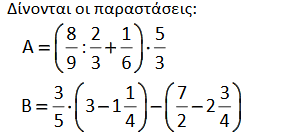 Δίνονται οι παραστάσεις:
Α = (8/9 : 2/3 + 1/6) · 5/3
Β = 3/5 · (3 − 1 1/4) − (7/2 − 2 3/4)